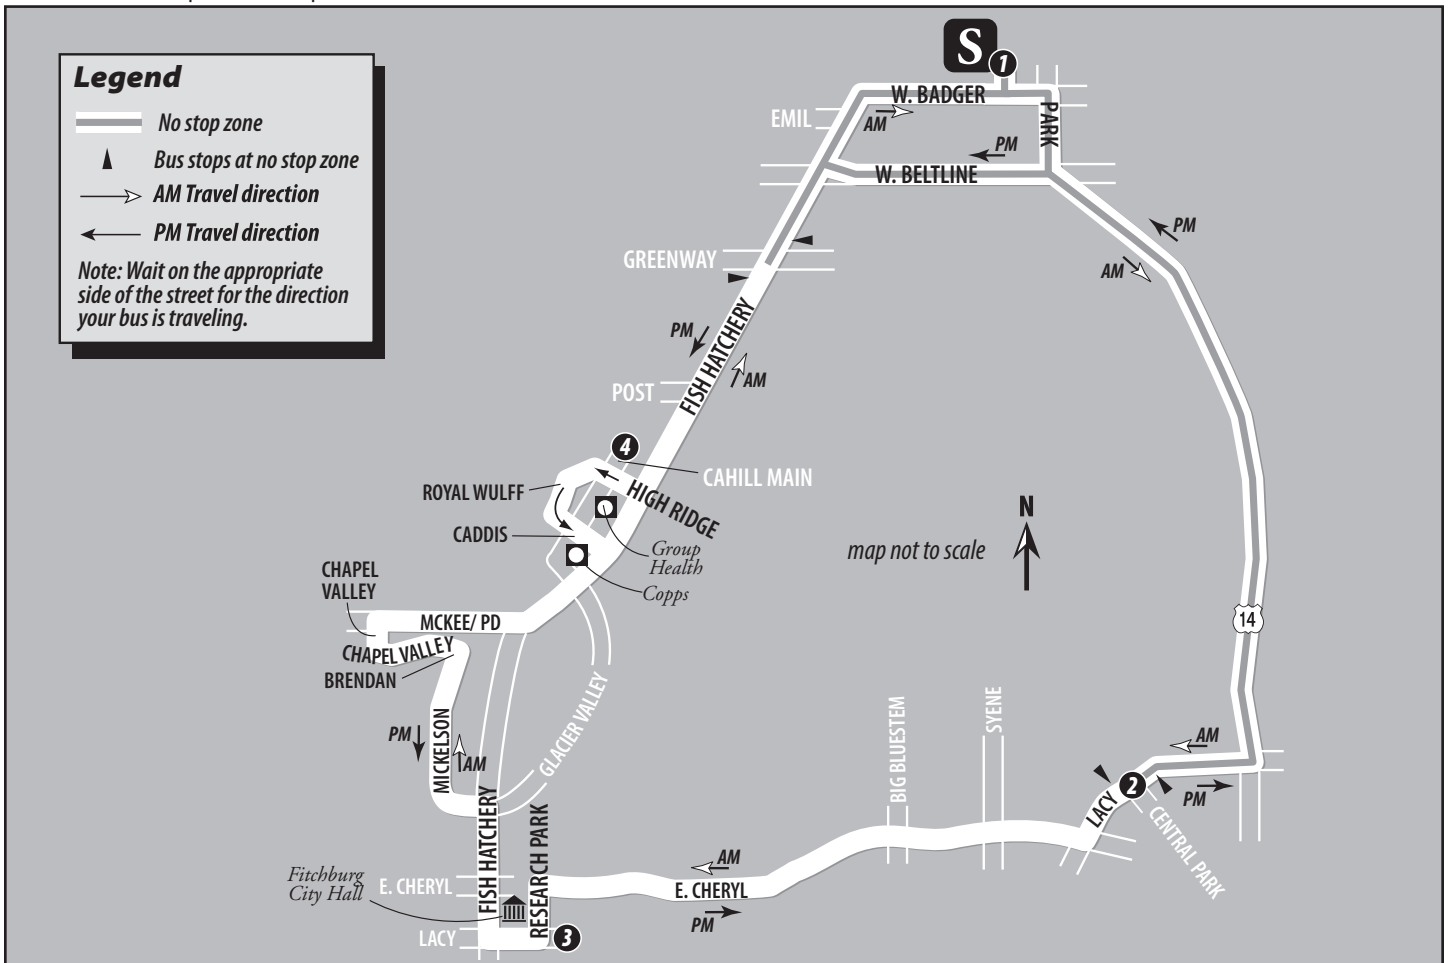 Legend
No stop zone
Bus stops at no stop zone
AM Travel direction
PM Travel direction
Note: Wait on the appropriate
side of the street for the direction
your bus is traveling.
S
1
W. BADGER
EMIL
AM
PARK
PM
W. BELTLINE
PM
AM
GREENWAY
FISH HATCHERY
PM
AM
POST
4
CAHILL MAIN
ROYAL WULFF
HIGH RIDGE
CADDIS
Group
Health
Copps
map not to scale
N
CHAPEL
VALLEY
MCKEE/ PD
14
CHAPEL VALLEY
BRENDAN
GLACIER VALLEY
MICKELSON
PM
AM
BIG BLUESTEM
SYENE
AM
PM
LACY
2
CENTRAL PARK
FISH HATCHERY
RESEARCH PARK
Fitchburg
City Hall
E. CHERYL
AM
E. CHERYL
PM
LACY
3